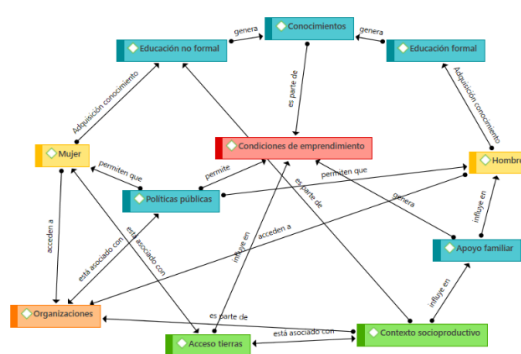 Conocimientos
genera
genera
Educación no formal
Educación formal
es parte de
Adquisición conocimiento
Adquisición conocimiento
Condiciones de emprendimiento
Mujer
Hombre
permiten que
permite
permiten que
Políticas públicas
es parte de
genera
influye en
acceden a
está asociado con
está asociado con
influye en
acceden a
Apoyo familiar
influye en
Organizaciones
es parte de
está asociado con
Contexto socioproductivo
Acceso tierras